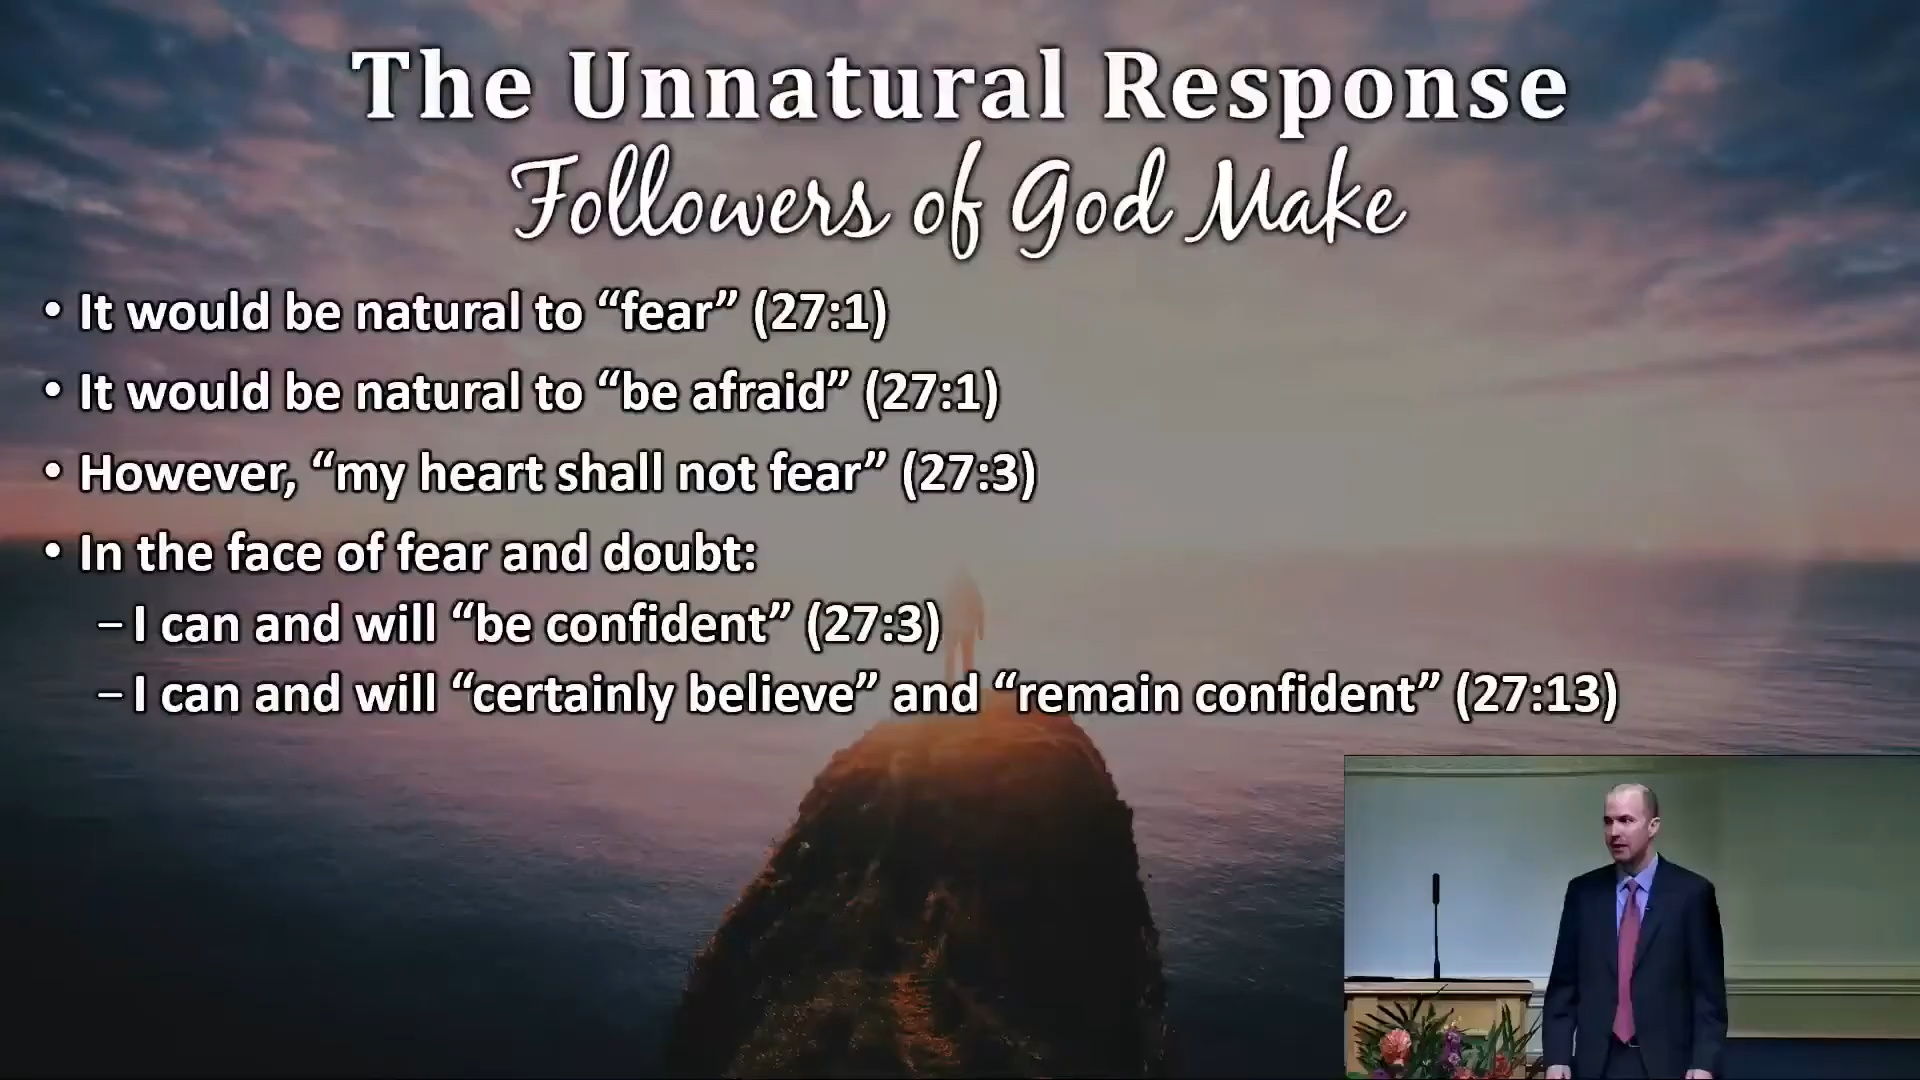 The Unnatural Response
Followers of God Make
• It would be natural to “fear” (27:1)
• It would be natural to “be afraid” (27:1)
• However, “my heart shall not fear” (27:3)
• In the face of fear and doubt:
– I can and will “be confident” (27:3)
– I can and will “certainly believe” and “remain confident” (27:13)